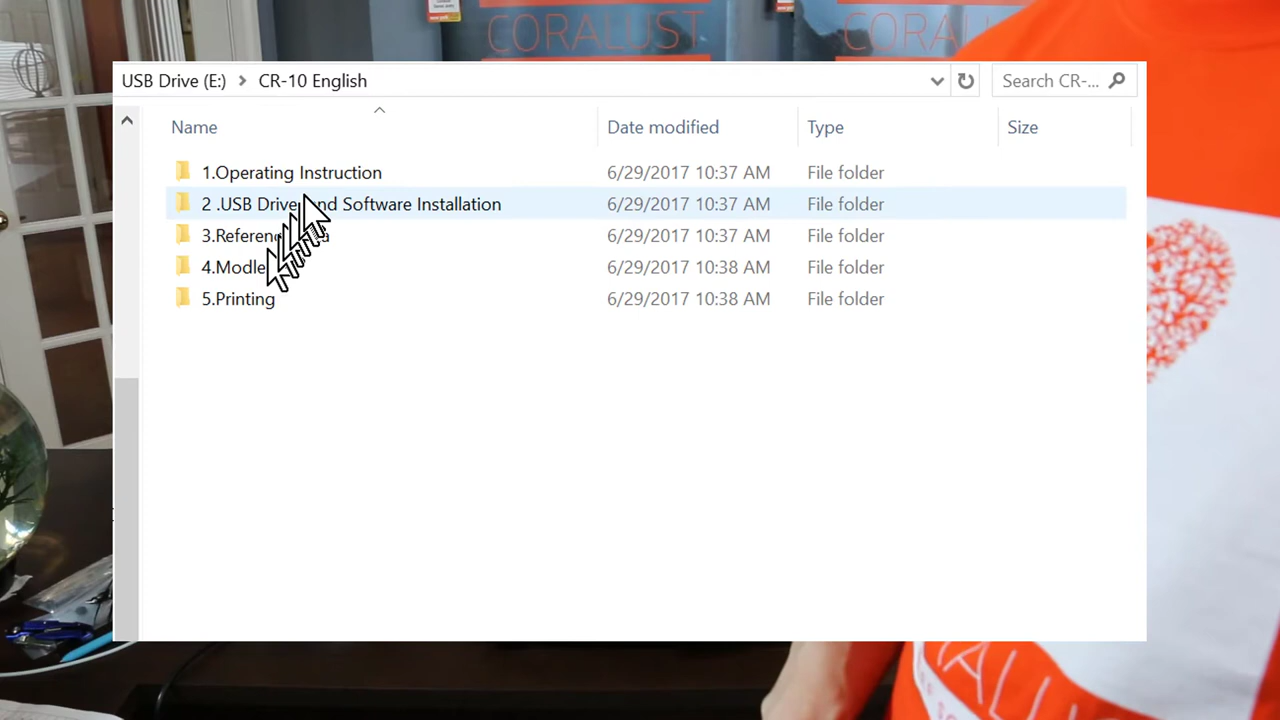 CORALUST
CORAL
USB Drive (E:) > CR-10 English
Search CR-...
Name
Date modified
Type
Size
1.Operating Instruction 6/29/2017 10:37 AM File folder
2 .USB Drive and Software Installation 6/29/2017 10:37 AM File folder
3. 6/29/2017 10:37 AM File folder
4.Modle 6/29/2017 10:38 AM File folder
5.Printing 6/29/2017 10:38 AM File folder